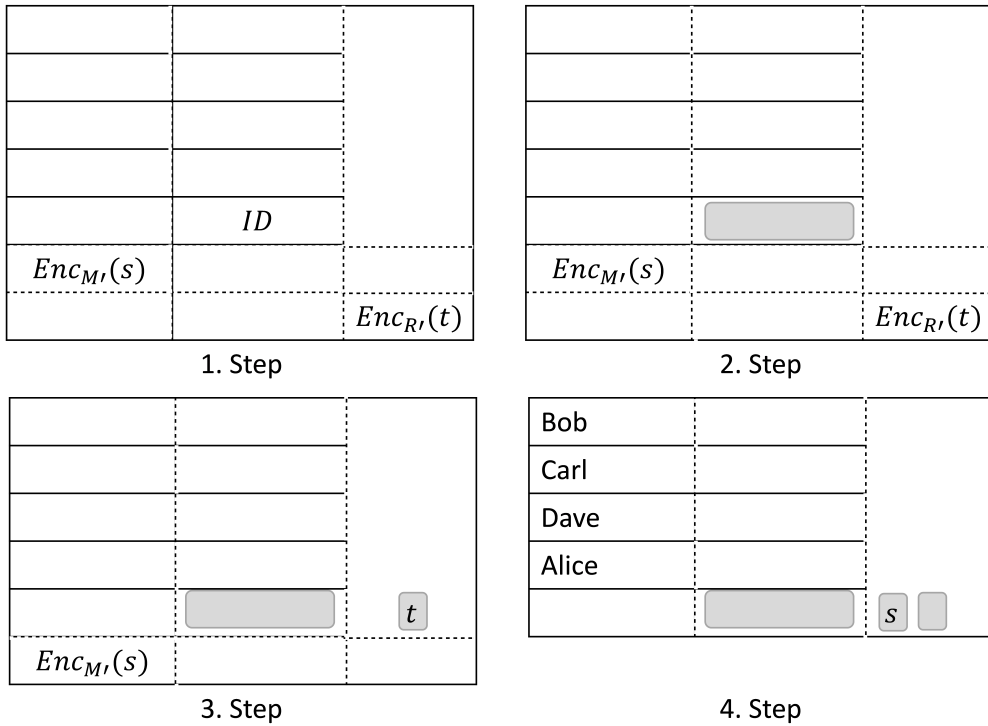 ID
Enc_{M'}(s)
Enc_{R'}(t)
1. Step
Enc_{M'}(s)
Enc_{R'}(t)
2. Step
t
Enc_{M'}(s)
3. Step
Bob
Carl
Dave
Alice
s
4. Step